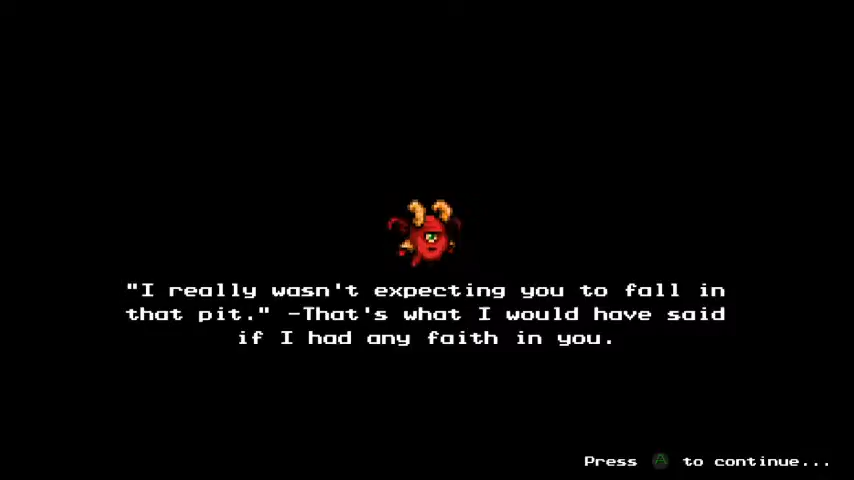 "I really wasn't expecting you to fall in
that pit." -That's what I would have said
if I had any faith in you.
Press A to continue...